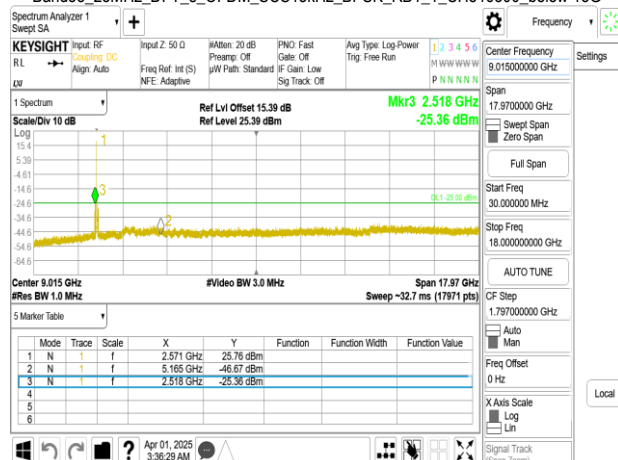 Spectrum Analyzer 1
Swept SA
Frequency
KEYSIGHT
RL
Input: RF
Coupling: DC
Align: Auto
Input Z: 50 Ω
Freq Ref: Int (S)
NFE: Adaptive
#Atten: 20 dB
Preamp: Off
µW Path: Standard
PNO: Fast
Gate: Off
IF Gain: Low
Sig Track: Off
Avg Type: Log-Power
Trig: Free Run
1 2 3 4 5 6
M W W W W W
P N N N N N
LXI
1 Spectrum
Scale/Div 10 dB
Ref Lvl Offset 15.39 dB
Ref Level 25.39 dBm
Mkr3 2.518 GHz
-25.36 dBm
Log
15.4
5.39
-4.61
-14.6
-24.6
-34.6
-44.6
-54.6
-64.6
1
3
2
DL1 -25.00 dBm
Center 9.015 GHz
#Video BW 3.0 MHz
Span 17.97 GHz
#Res BW 1.0 MHz
Sweep ~32.7 ms (17971 pts)
5 Marker Table
Mode Trace Scale X Y Function Function Width Function Value
1 N 1 f 2.571 GHz 25.76 dBm
2 N 1 f 5.165 GHz -46.67 dBm
3 N 1 f 2.518 GHz -25.36 dBm
4
5
6
Apr 01, 2025
3:36:29 AM
Center Frequency
9.015000000 GHz
Settings
Span
17.9700000 GHz
Swept Span
Zero Span
Full Span
Start Freq
30.000000 MHz
Stop Freq
18.000000000 GHz
AUTO TUNE
CF Step
1.797000000 GHz
Auto
Man
Freq Offset
0 Hz
X Axis Scale
Log
Lin
Local
Signal Track